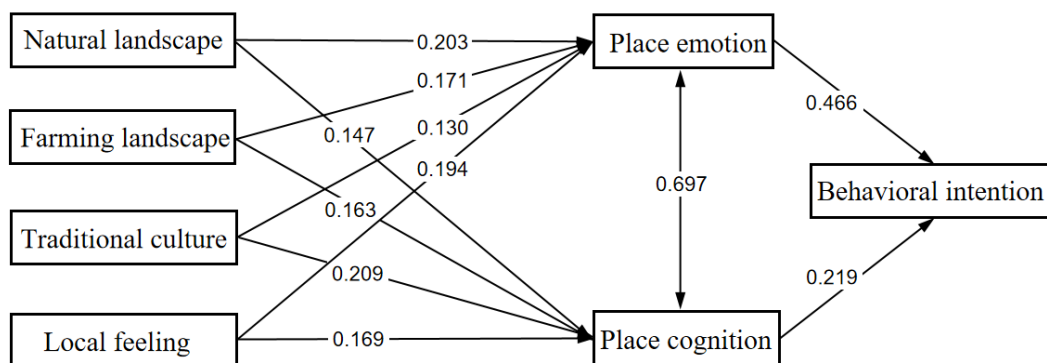 Natural landscape
0.203
Place emotion
0.171
0.466
Farming landscape
0.147
0.130
0.194
0.697
Behavioral intention
0.163
Traditional culture
0.209
0.219
Local feeling
0.169
Place cognition